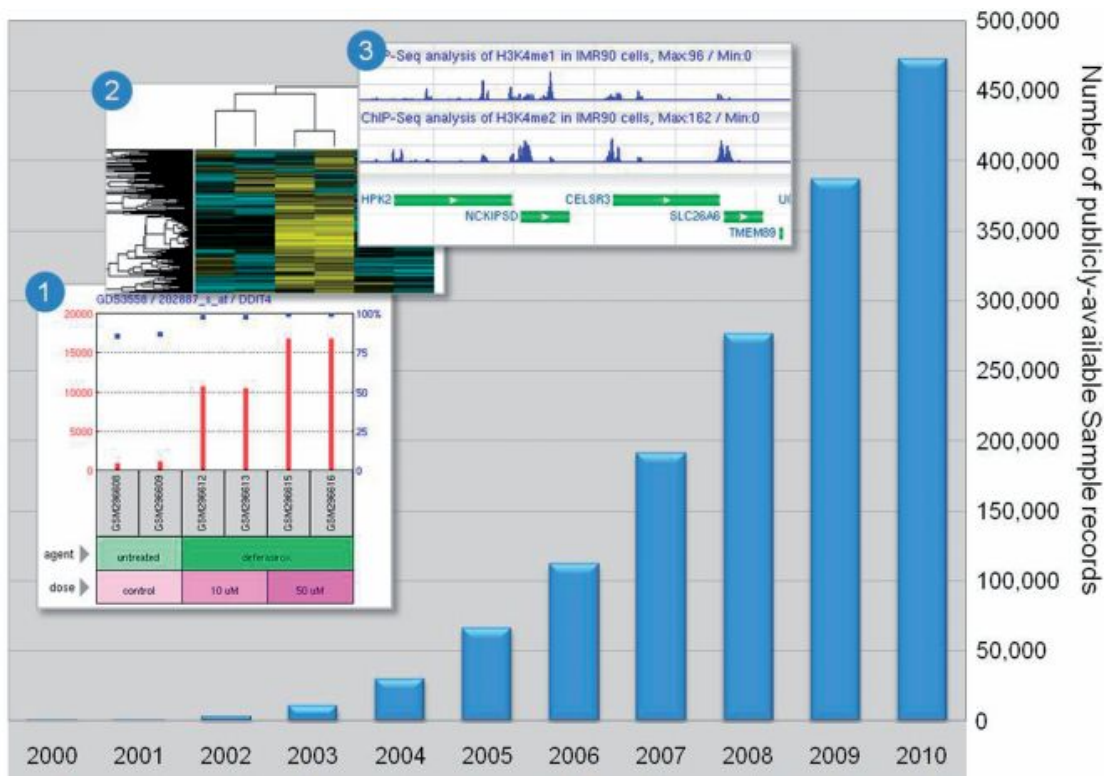 3
P-Seq analysis of H3K4me1 in IMR90 cells, Max:96 / Min:0
ChIP-Seq analysis of H3K4me2 in IMR90 cells, Max:162 / Min:0
HPK2
CELSR3
NCKIPSD
SLC26A6
TMEM89
2
1
GDS3558 / 202887_s_at / DDIT4
20000
15000
10000
5000
0
100%
75
50
25
0
GSM296608
GSM296609
GSM296612
GSM296613
GSM296615
GSM296616
agent
untreated
deferasirox
dose
control
10 uM
50 uM
500,000
450,000
400,000
350,000
300,000
250,000
200,000
150,000
100,000
50,000
0
Number of publicly-available Sample records
2000 2001 2002 2003 2004 2005 2006 2007 2008 2009 2010